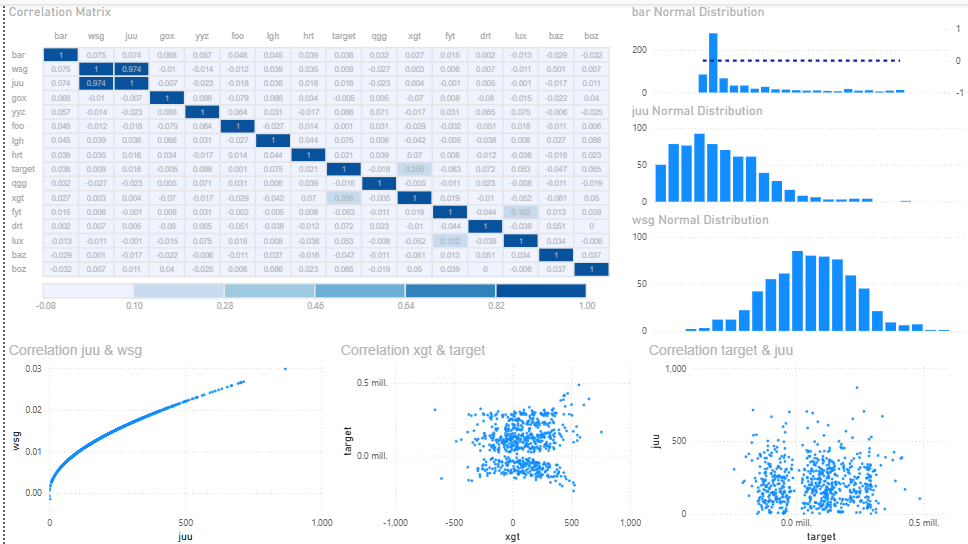 Correlation Matrix
bar wsg juu gox yyz foo lgh hrt target qgg xgt fyt drt lux baz boz
bar 1 0.075 0.074 0.068 0.057 0.048 0.045 0.039 0.038 0.032 0.027 0.015 0.002 -0.013 -0.029 -0.032
wsg 0.075 1 0.974 -0.01 -0.014 -0.012 0.039 0.035 0.009 -0.027 0.003 0.006 0.007 -0.011 0.001 0.007
juu 0.074 0.974 1 -0.007 -0.023 -0.018 0.036 0.016 0.016 -0.023 0.004 -0.001 0.005 -0.001 -0.017 0.011
gox 0.068 -0.01 -0.007 1 0.088 -0.079 0.088 0.034 -0.005 0.005 -0.07 0.008 -0.08 -0.015 -0.022 0.04
yyz 0.057 -0.014 -0.023 0.088 1 0.064 0.031 -0.017 0.088 0.071 -0.017 0.031 0.065 0.075 -0.006 -0.025
foo 0.048 -0.012 -0.018 -0.079 0.064 1 -0.027 0.014 0.001 0.031 -0.029 -0.002 -0.051 0.018 -0.011 0.006
lgh 0.045 0.039 0.036 0.088 0.031 -0.027 1 0.044 0.075 0.006 -0.042 -0.005 -0.038 0.008 0.027 0.086
hrt 0.039 0.035 0.016 0.034 -0.017 0.014 0.044 1 0.021 0.039 0.07 0.008 -0.012 -0.036 -0.016 0.023
target 0.038 0.009 0.016 -0.005 0.088 0.001 0.075 0.021 1 -0.018 0.205 -0.063 0.072 0.053 -0.047 0.065
qgg 0.032 -0.027 -0.023 0.005 0.071 0.031 0.006 0.039 -0.018 1 -0.005 -0.011 0.023 -0.008 -0.011 -0.019
xgt 0.027 0.003 0.004 -0.07 -0.017 -0.029 -0.042 0.07 0.205 -0.005 1 0.019 -0.01 -0.052 -0.061 0.05
fyt 0.015 0.006 -0.001 0.008 0.031 -0.002 -0.005 0.008 -0.063 -0.011 0.019 1 -0.044 0.102 0.013 0.039
drt 0.002 0.007 0.005 -0.08 0.065 -0.051 -0.038 -0.012 0.072 0.023 -0.01 -0.044 1 -0.038 0.051 0
lux -0.013 -0.011 -0.001 -0.015 0.075 0.018 0.008 -0.036 0.053 -0.008 -0.052 0.102 -0.038 1 0.034 -0.006
baz -0.029 0.001 -0.017 -0.022 -0.006 -0.011 0.027 -0.016 -0.047 -0.011 -0.061 0.013 0.051 0.034 1 0.037
boz -0.032 0.007 0.011 0.04 -0.025 0.006 0.086 0.023 0.065 -0.019 0.05 0.039 0 -0.006 0.037 1
-0.08 0.10 0.28 0.46 0.64 0.82 1.00
bar Normal Distribution
200
0
1
0
-1
juu Normal Distribution
100
50
0
wsg Normal Distribution
100
50
0
Correlation juu & wsg
wsg
0.03
0.02
0.01
0.00
0 500 1,000
juu
Correlation xgt & target
target
0.5 mill.
0.0 mill.
-1,000 -500 0 500 1,000
xgt
Correlation target & juu
juu
1,000
500
0
0.0 mill. 0.5 mill.
target